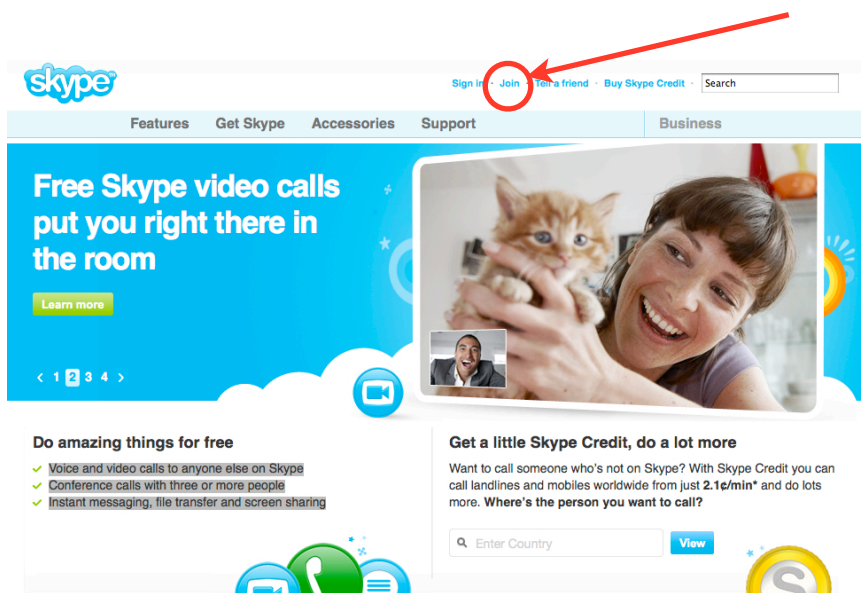 skype
Sign in · Join · Tell a friend · Buy Skype Credit · Search
Features Get Skype Accessories Support Business
Free Skype video calls
put you right there in
the room
Learn more
< 1 2 3 4 >
Do amazing things for free
Voice and video calls to anyone else on Skype
Conference calls with three or more people
Instant messaging, file transfer and screen sharing
Get a little Skype Credit, do a lot more
Want to call someone who's not on Skype? With Skype Credit you can
call landlines and mobiles worldwide from just 2.1¢/min* and do lots
more. Where's the person you want to call?
Enter Country View
S